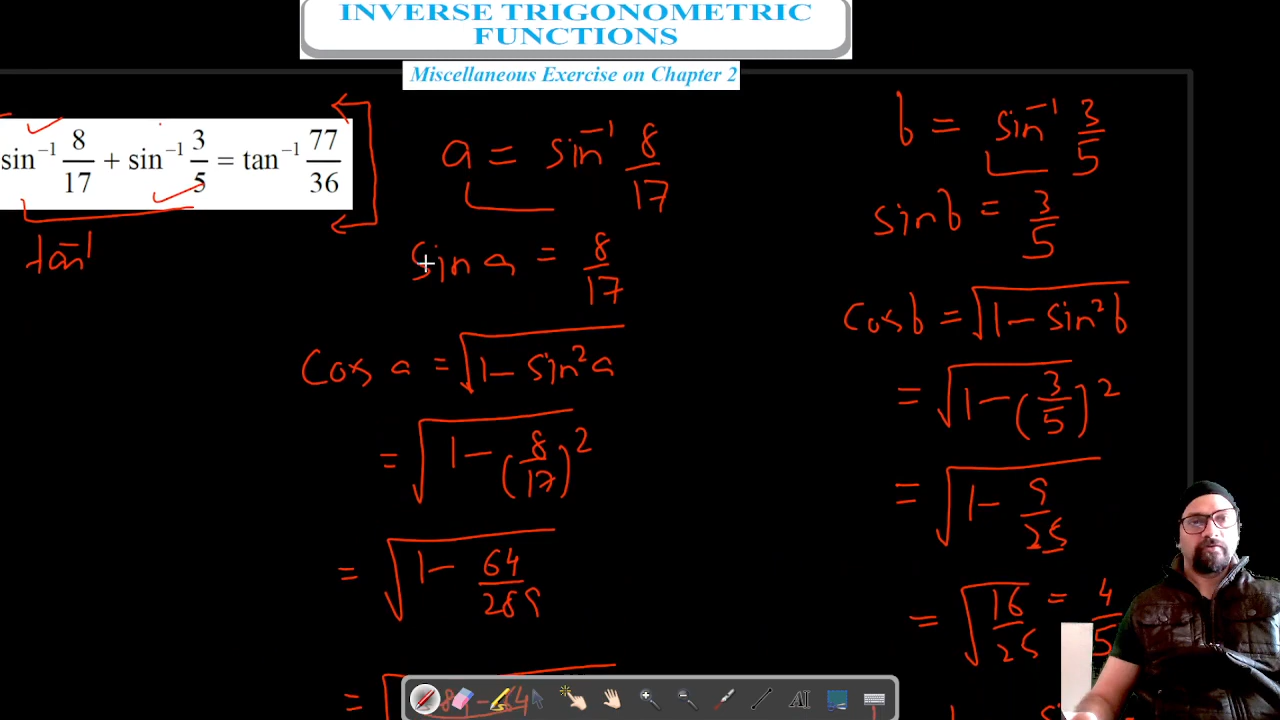 INVERSE TRIGONOMETRIC
FUNCTIONS
Miscellaneous Exercise on Chapter 2
sin⁻¹ 8/17 + sin⁻¹ 3/5 = tan⁻¹ 77/36
tan⁻¹
a = sin⁻¹ 8/17
sin a = 8/17
cos a = √(1 - sin² a)
= √(1 - (8/17)²)
= √(1 - 64/289)
=
b = sin⁻¹ 3/5
sin b = 3/5
cos b = √(1 - sin² b)
= √(1 - (3/5)²)
= √(1 - 9/25)
= √(16/25) = 4/5
AI